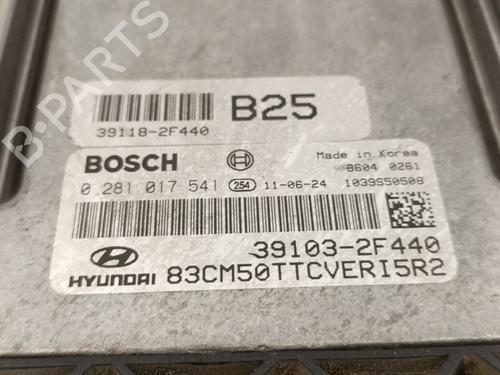 B25
39118-2F440
BOSCH
Made in Korea
8604 0261
0 281 017 541 254 11-06-24 1039S50508
39103-2F440
HYUNDAI 83CM50TTCVERI5R2
B-PARTS